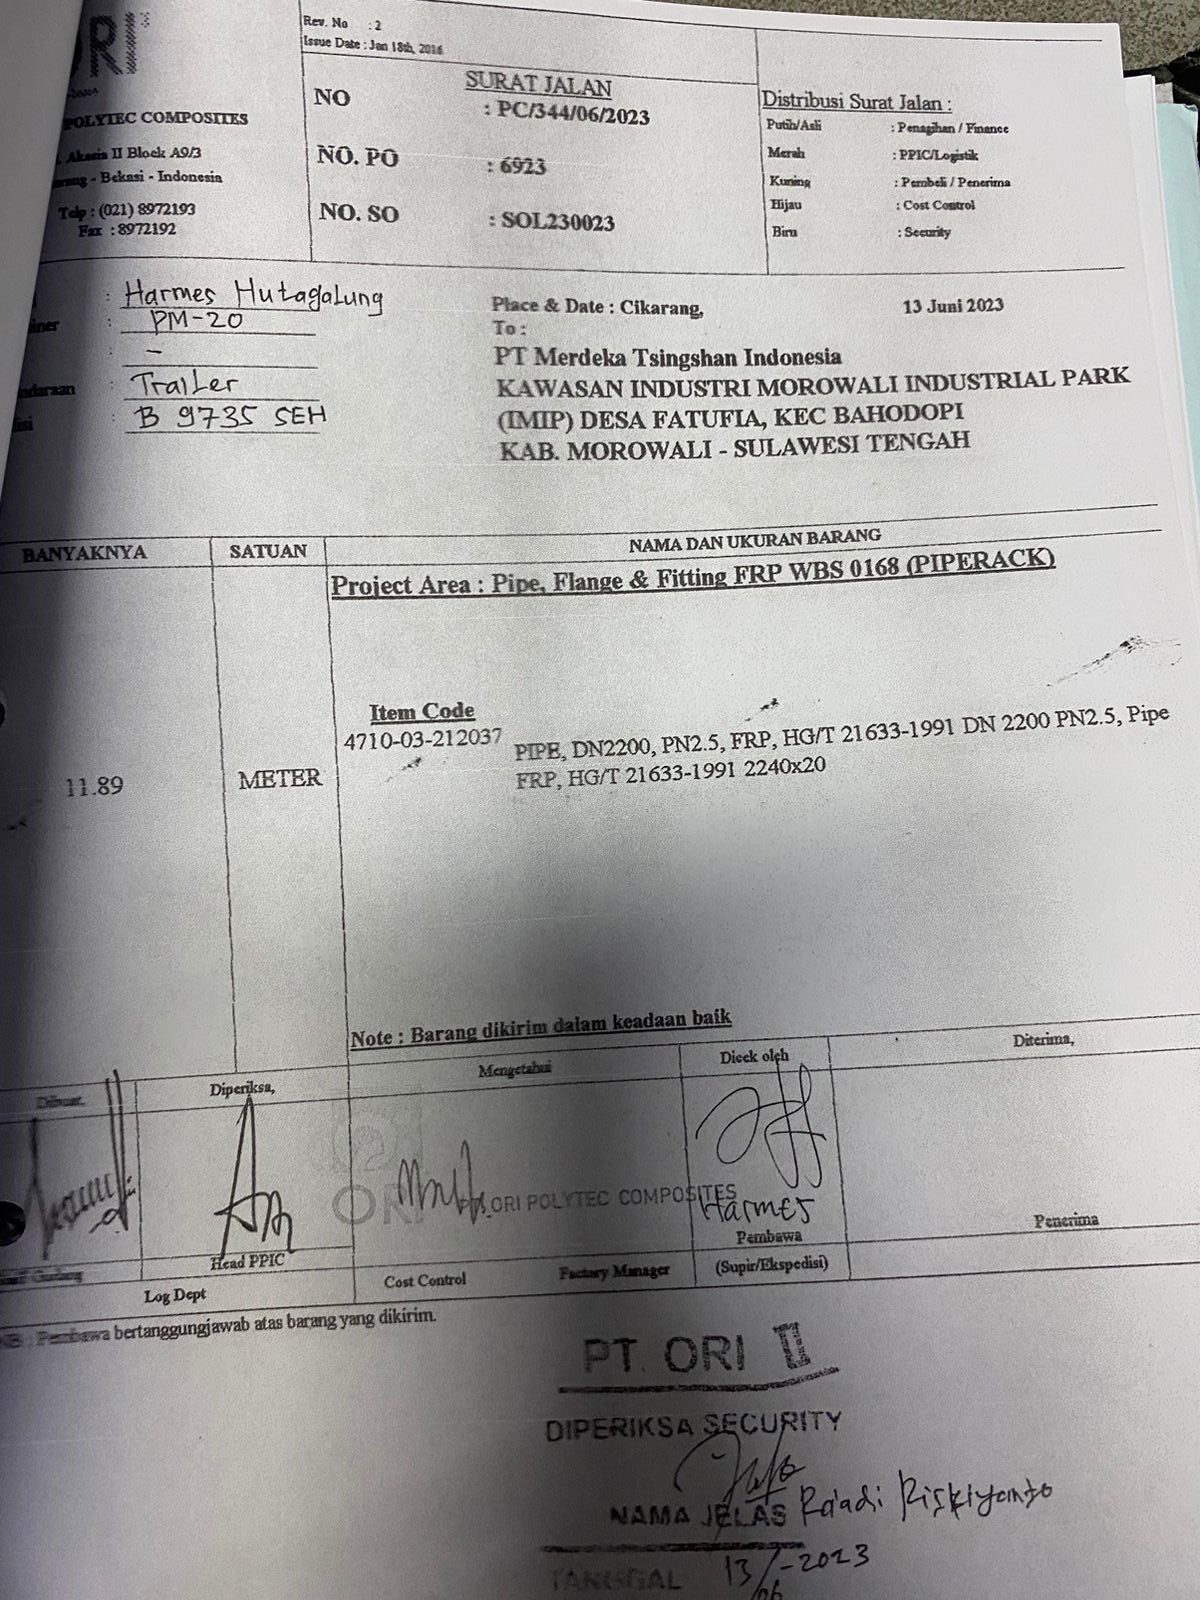 ORI
Rev. No : 2
Issue Date : Jan 18th, 2016
SURAT JALAN
NO : PC/344/06/2023
NO. PO : 6923
NO. SO : SOL230023
POLYTEC COMPOSITES
Akasia II Block A9/3
- Bekasi - Indonesia
Telp : (021) 8972193
Fax : 8972192
Distribusi Surat Jalan :
Putih/Asli : Penagihan / Finance
Merah : PPIC/Logistik
Kuning : Pembeli / Penerima
Hijau : Cost Control
Biru : Security
: Harmes Hutagalung
: PM-20
: -
: Trailer
: B 9735 SEH
Place & Date : Cikarang, 13 Juni 2023
To :
PT Merdeka Tsingshan Indonesia
KAWASAN INDUSTRI MOROWALI INDUSTRIAL PARK
(IMIP) DESA FATUFIA, KEC BAHODOPI
KAB. MOROWALI - SULAWESI TENGAH
BANYAKNYA SATUAN NAMA DAN UKURAN BARANG
Project Area : Pipe, Flange & Fitting FRP WBS 0168 (PIPERACK)
Item Code
4710-03-212037 PIPE, DN2200, PN2.5, FRP, HG/T 21633-1991 DN 2200 PN2.5, Pipe
11.89 METER FRP, HG/T 21633-1991 2240x20
Note : Barang dikirim dalam keadaan baik
Dibuat, Diperiksa, Mengetahui Dicek oleh Diterima,
ORI
ORI POLYTEC COMPOSITES
Harmes
Pembawa
Penerima
Gudang Head PPIC Cost Control Factory Manager (Supir/Ekspedisi)
Log Dept
NB : Pembawa bertanggungjawab atas barang yang dikirim.
PT. ORI II
DIPERIKSA SECURITY
NAMA JELAS Riadi Riskiyanto
TANGGAL 13/06-2023